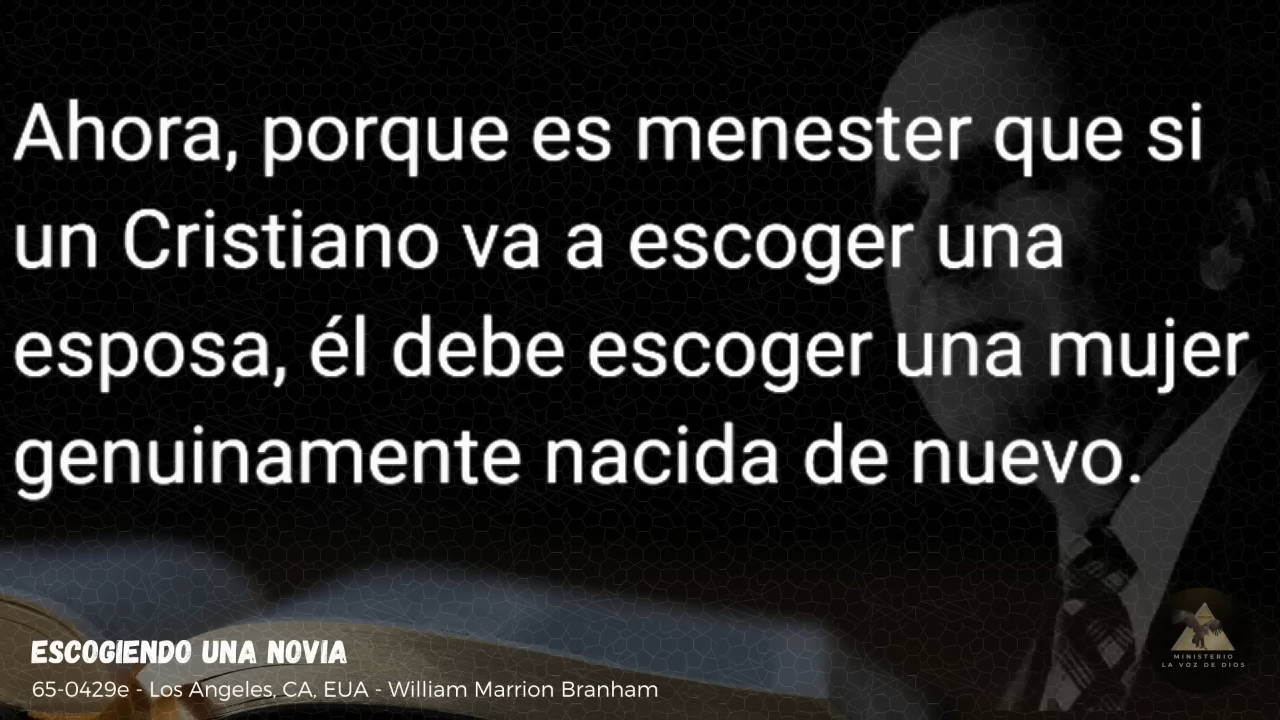 Ahora, porque es menester que si
un Cristiano va a escoger una
esposa, él debe escoger una mujer
genuinamente nacida de nuevo.
ESCOGIENDO UNA NOVIA
65-0429e - Los Angeles, CA, EUA - William Marrion Branham
MINISTERIO
LA VOZ DE DIOS